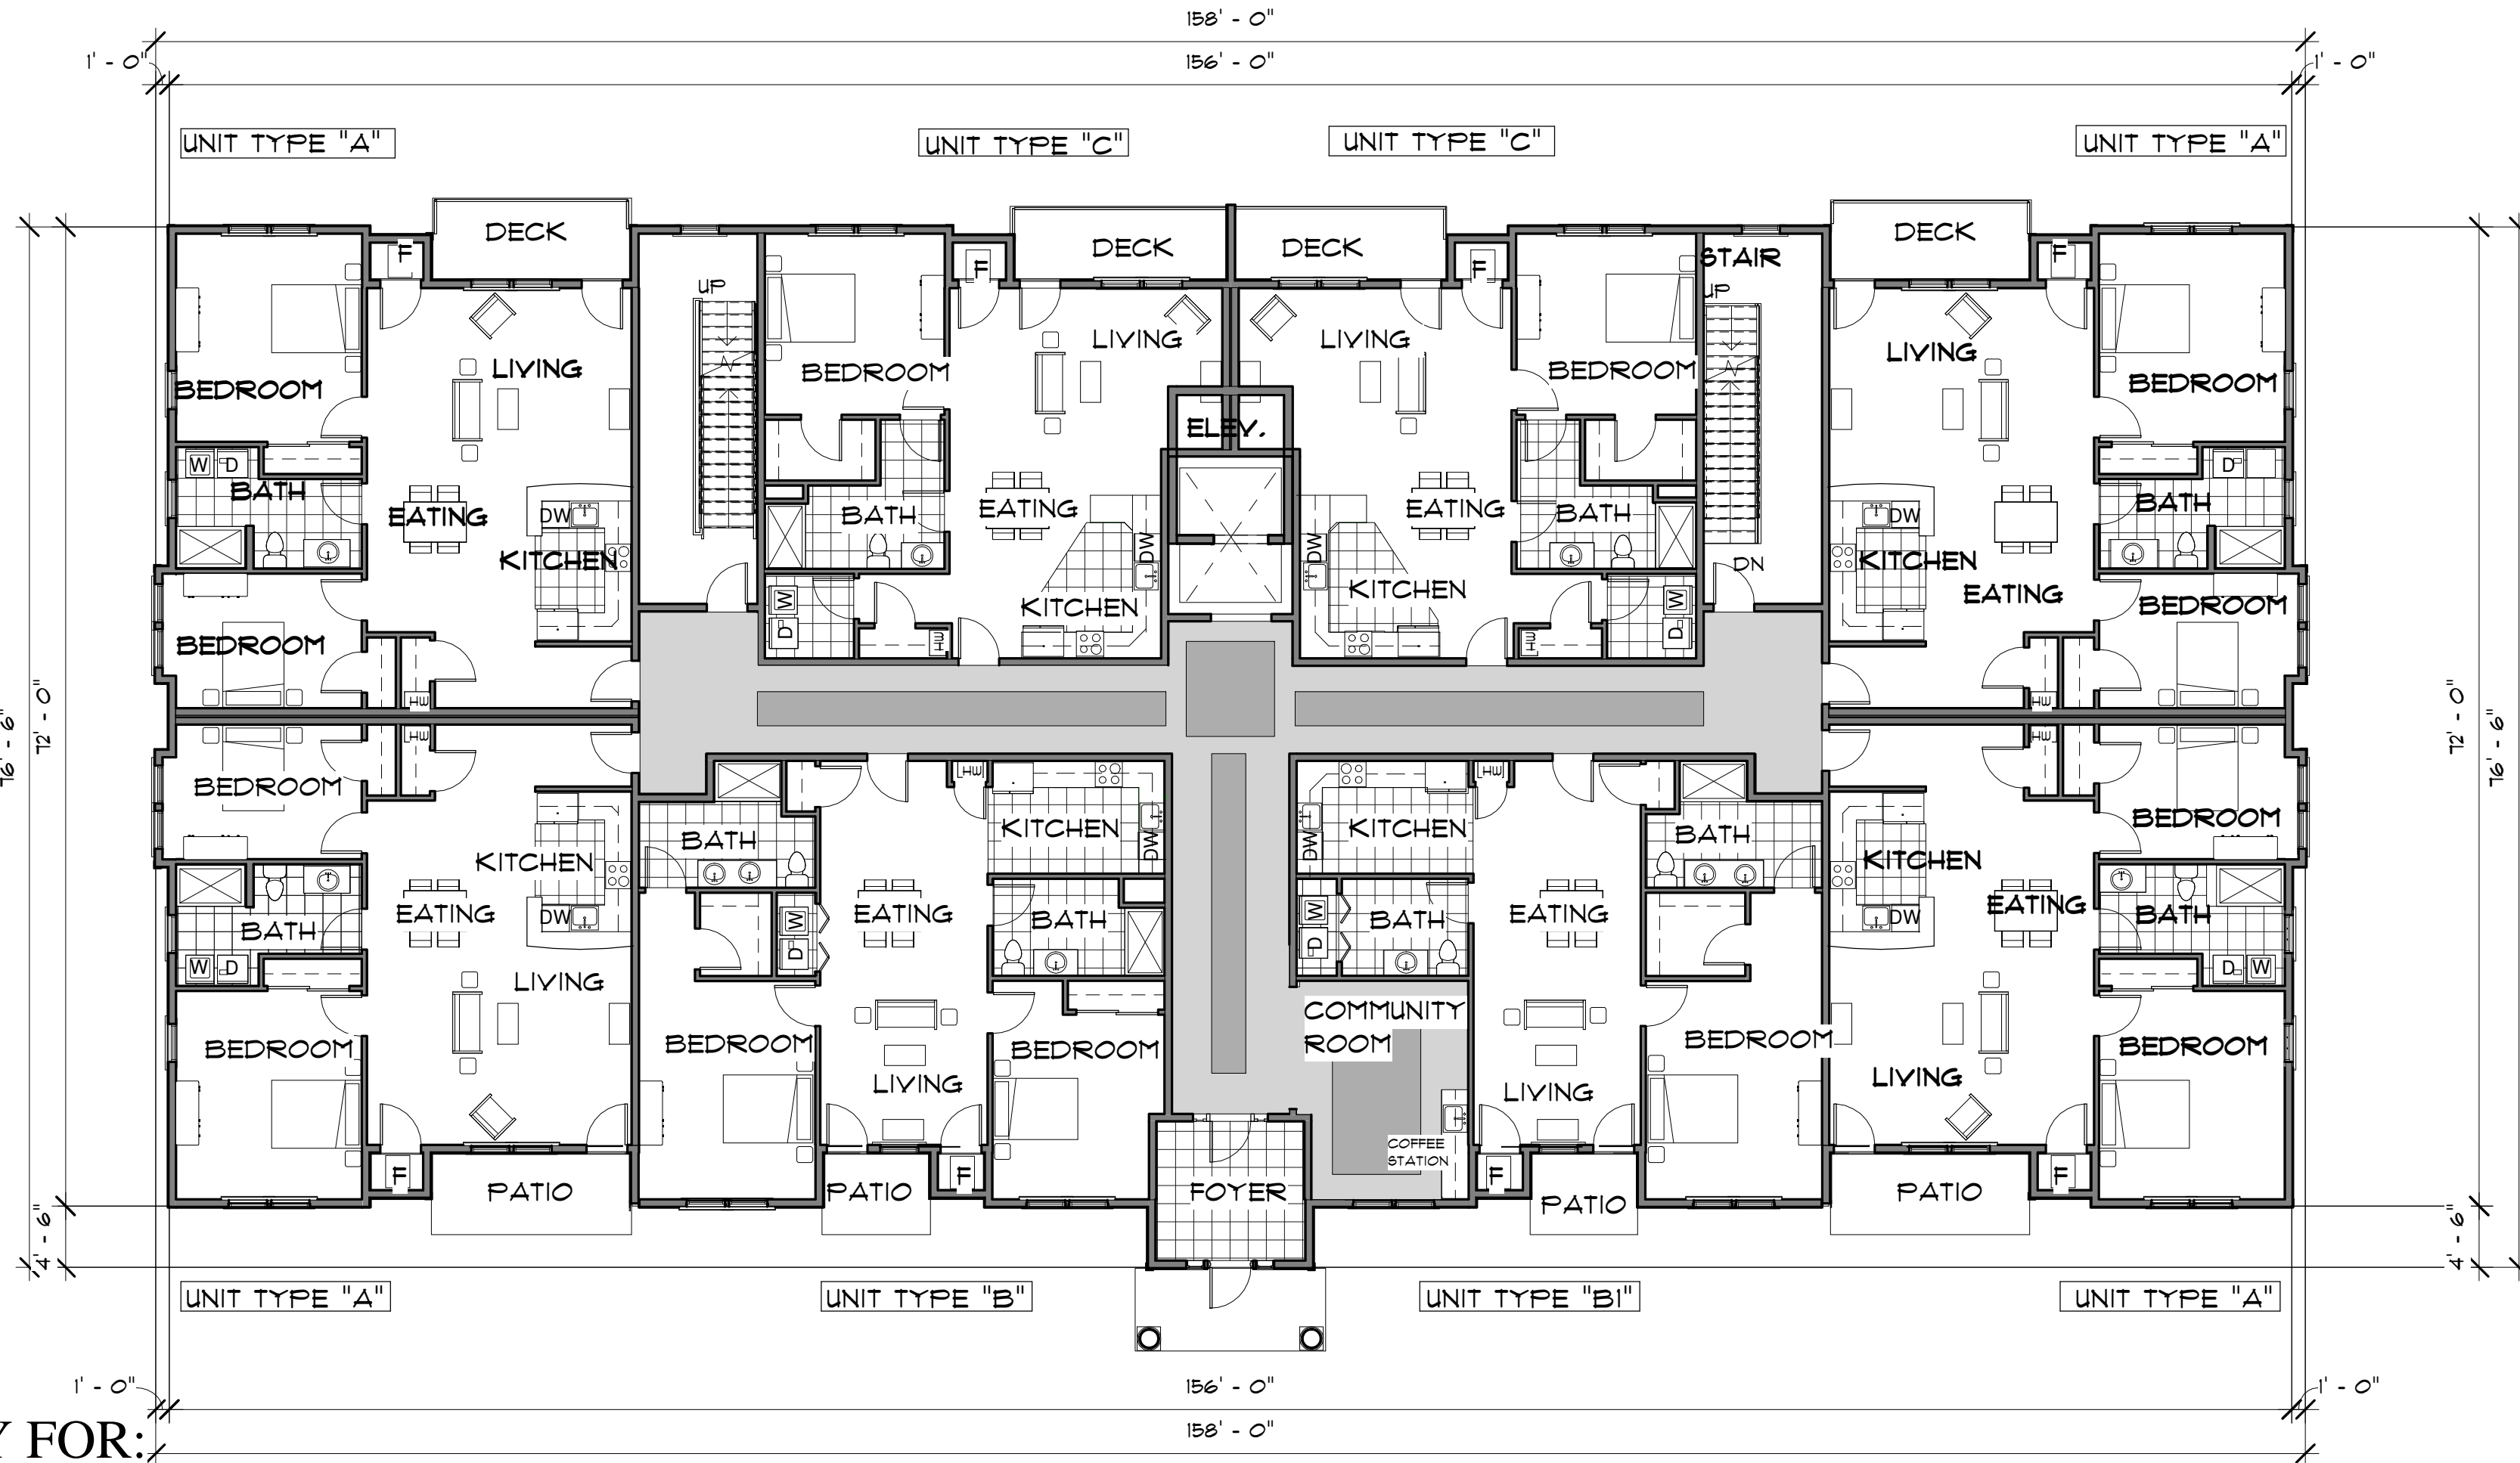 158' - 0"
1' - 0"
156' - 0"
1' - 0"
UNIT TYPE "A"
UNIT TYPE "C"
UNIT TYPE "C"
UNIT TYPE "A"
DECK
DECK
DECK
DECK
F
F
F
F
STAIR
UP
UP
LIVING
LIVING
LIVING
LIVING
BEDROOM
BEDROOM
BEDROOM
BEDROOM
ELEV.
W
D
D
BATH
BATH
BATH
BATH
EATING
EATING
EATING
DW
DW
DW
DW
KITCHEN
KITCHEN
KITCHEN
KITCHEN
DN
EATING
W
D
W
D
BEDROOM
BEDROOM
HW
HW
HW
HW
76' - 6"
72' - 0"
72' - 0"
76' - 6"
HW
HW
HW
HW
BEDROOM
BEDROOM
BATH
KITCHEN
KITCHEN
BATH
DW
DW
KITCHEN
KITCHEN
EATING
EATING
EATING
EATING
DW
DW
W
D
W
D
BATH
BATH
BATH
BATH
W
D
D
W
LIVING
COMMUNITY
ROOM
BEDROOM
BEDROOM
BEDROOM
BEDROOM
BEDROOM
LIVING
LIVING
LIVING
COFFEE
STATION
F
F
F
F
PATIO
PATIO
FOYER
PATIO
PATIO
4' - 6"
4' - 6"
UNIT TYPE "A"
UNIT TYPE "B"
UNIT TYPE "B1"
UNIT TYPE "A"
1' - 0"
156' - 0"
1' - 0"
Y FOR:
158' - 0"